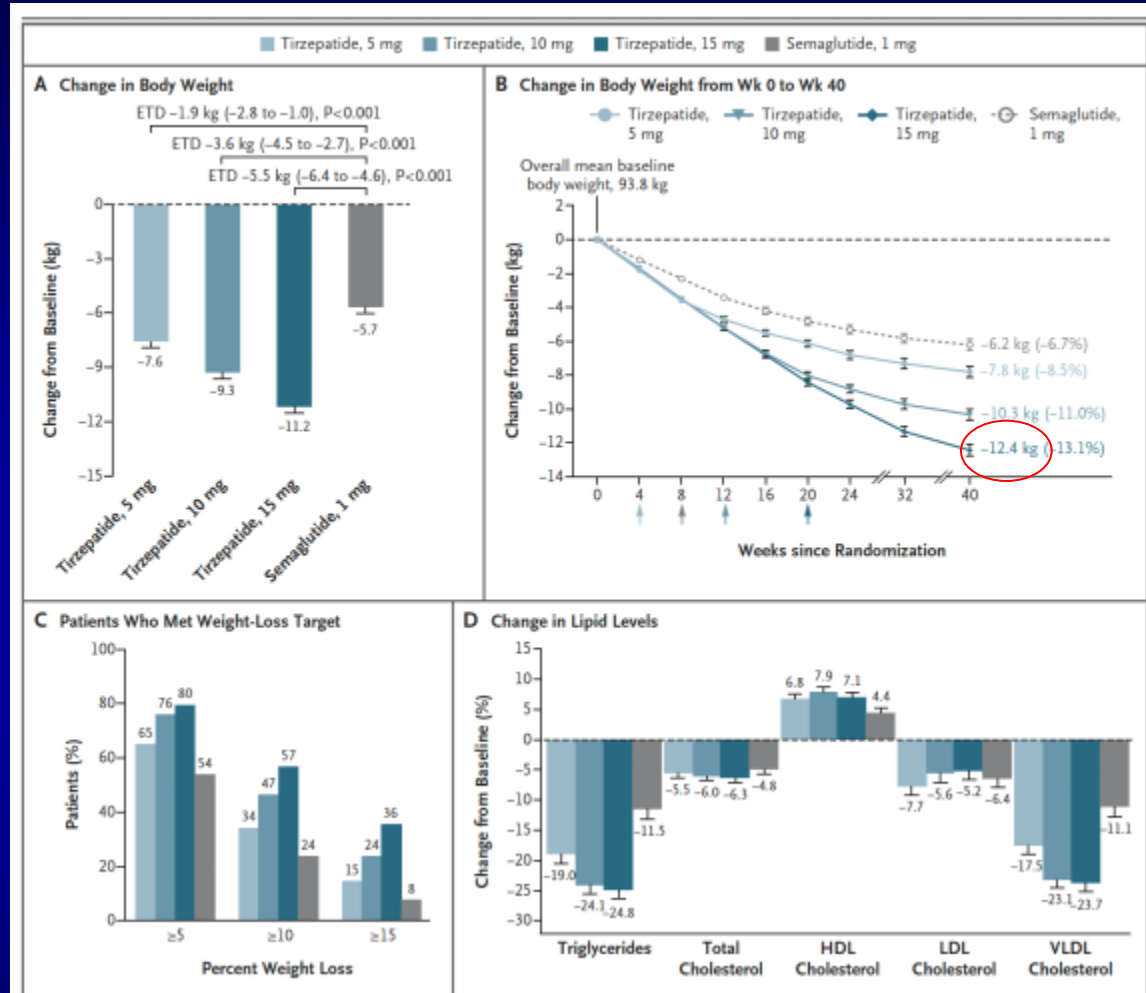 Tirzepatide, 5 mg Tirzepatide, 10 mg Tirzepatide, 15 mg Semaglutide, 1 mg
A Change in Body Weight
ETD −1.9 kg (−2.8 to −1.0), P<0.001
ETD −3.6 kg (−4.5 to −2.7), P<0.001
ETD −5.5 kg (−6.4 to −4.6), P<0.001
Change from Baseline (kg)
0
−3
−6
−9
−12
−15
−7.6
−9.3
−11.2
−5.7
Tirzepatide, 5 mg
Tirzepatide, 10 mg
Tirzepatide, 15 mg
Semaglutide, 1 mg
B Change in Body Weight from Wk 0 to Wk 40
Tirzepatide, Tirzepatide, Tirzepatide, Semaglutide,
5 mg 10 mg 15 mg 1 mg
Overall mean baseline
body weight, 93.8 kg
Change from Baseline (kg)
2
0
−2
−4
−6
−8
−10
−12
−14
−6.2 kg (−6.7%)
−7.8 kg (−8.5%)
−10.3 kg (−11.0%)
−12.4 kg (−13.1%)
0 4 8 12 16 20 24 32 40
Weeks since Randomization
C Patients Who Met Weight-Loss Target
Patients (%)
100
80
60
40
20
0
65 76 80 54
34 47 57 24
15 24 36 8
≥5 ≥10 ≥15
Percent Weight Loss
D Change in Lipid Levels
Change from Baseline (%)
15
10
5
0
−5
−10
−15
−20
−25
−30
−19.0 −24.1 −24.8 −11.5
−5.5 −6.0 −6.3 −4.8
6.8 7.9 7.1 4.4
−7.7 −5.6 −5.2 −6.4
−17.5 −23.1 −23.7 −11.1
Triglycerides Total HDL LDL VLDL
Cholesterol Cholesterol Cholesterol Cholesterol